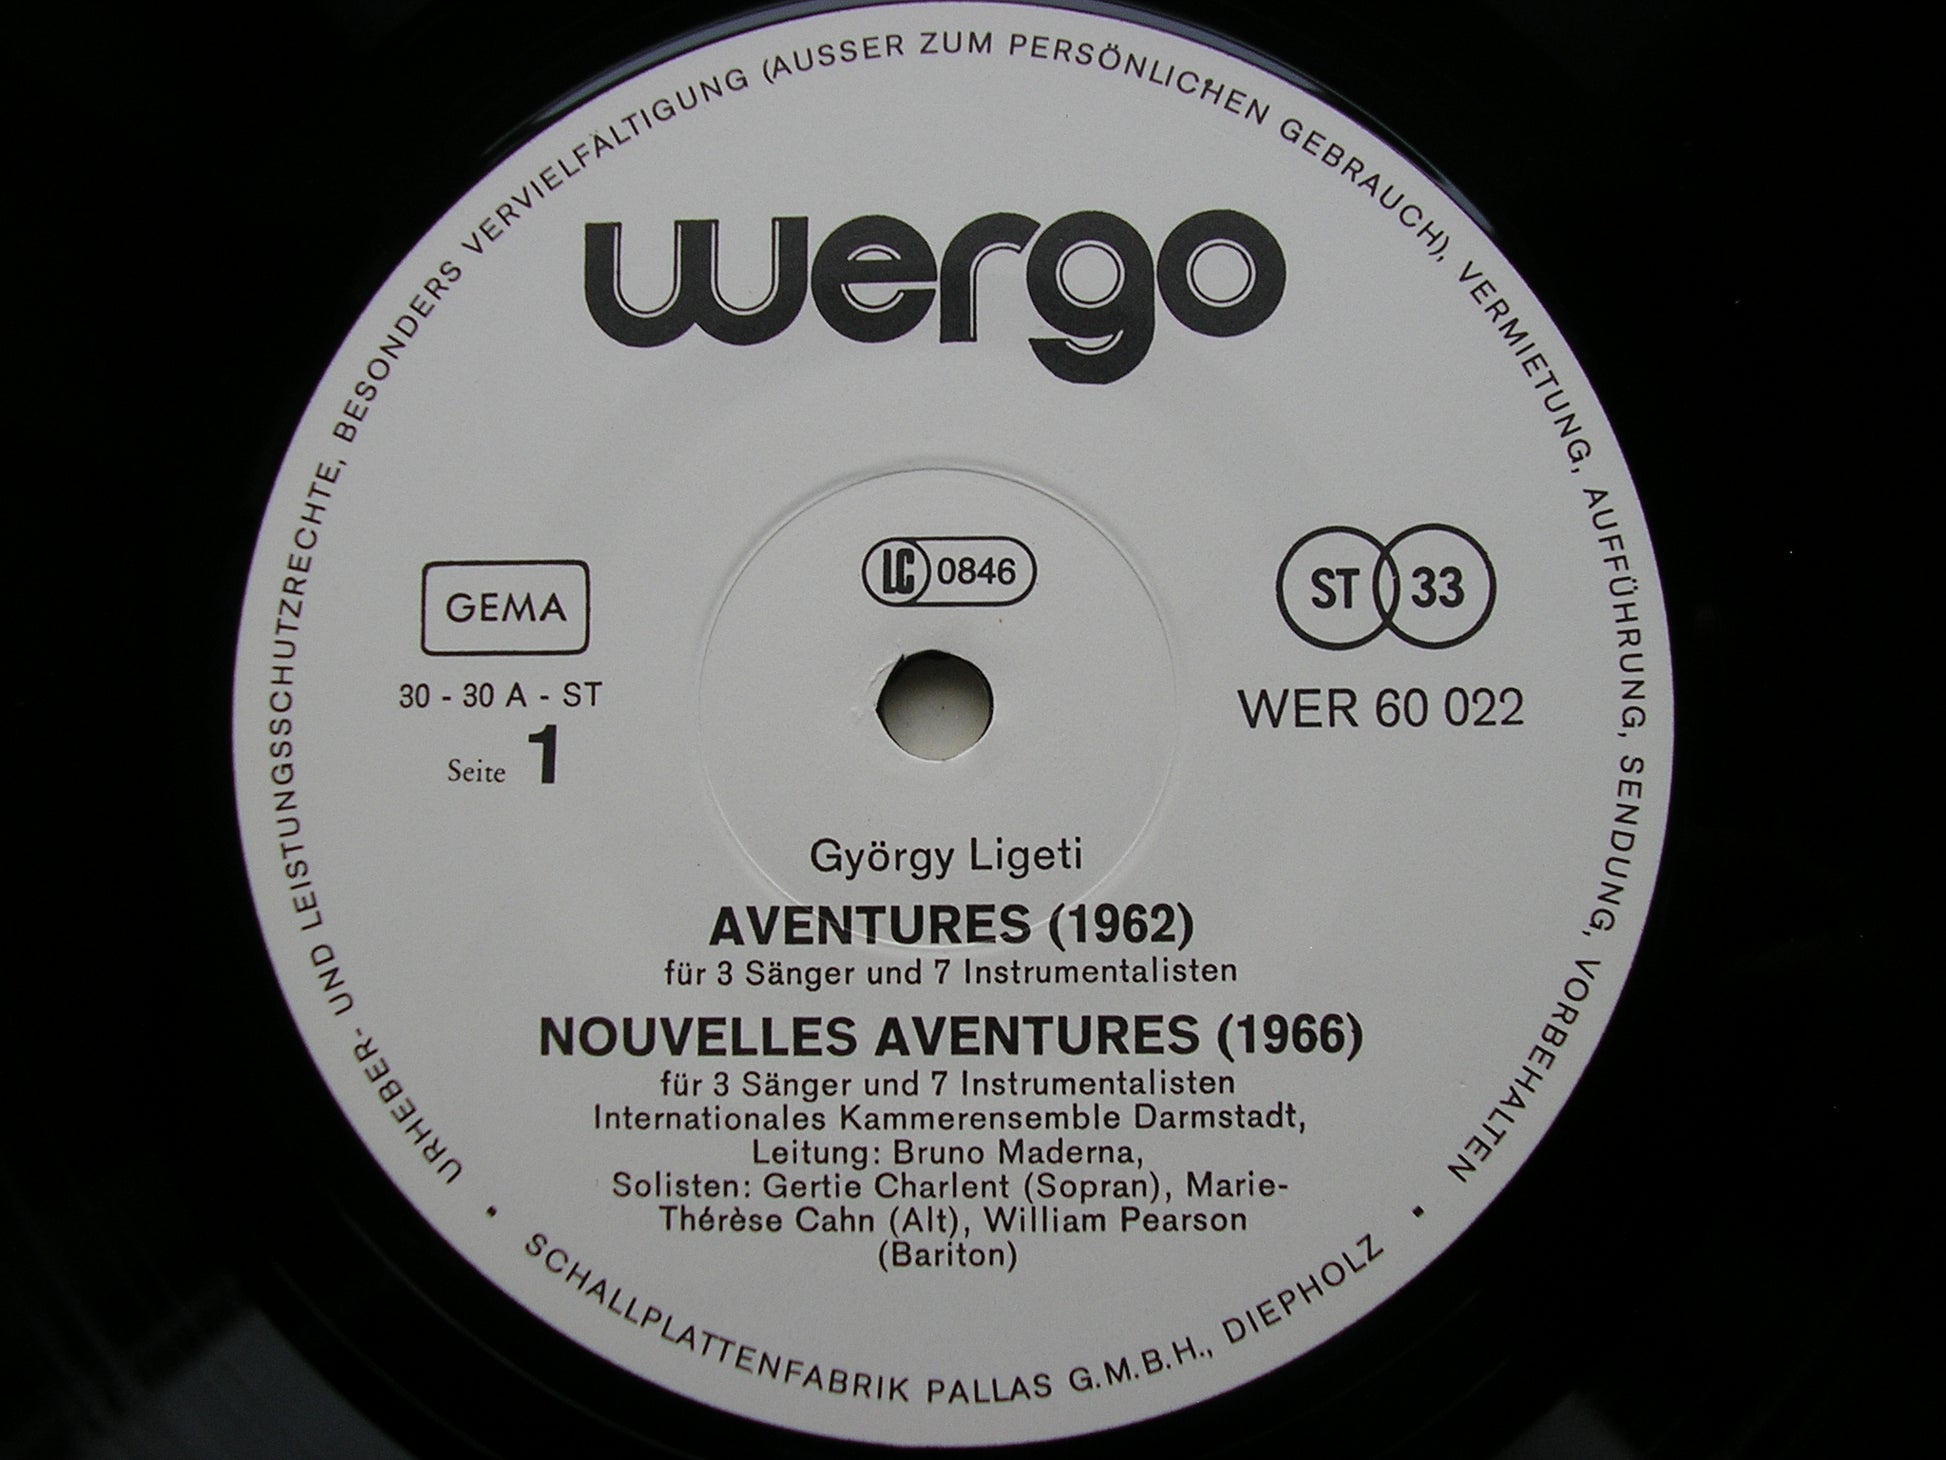 URHEBER- UND LEISTUNGSSCHUTZRECHTE, BESONDERS VERVIELFÄLTIGUNG (AUSSER ZUM PERSÖNLICHEN GEBRAUCH), VERMIETUNG, AUFFÜHRUNG, SENDUNG, VORBEHALTEN
wergo
LC 0846
GEMA
ST 33
30 - 30 A - ST
WER 60 022
Seite 1
György Ligeti
AVENTURES (1962)
für 3 Sänger und 7 Instrumentalisten
NOUVELLES AVENTURES (1966)
für 3 Sänger und 7 Instrumentalisten
Internationales Kammerensemble Darmstadt,
Leitung: Bruno Maderna,
Solisten: Gertie Charlent (Sopran), Marie-
Thérèse Cahn (Alt), William Pearson
(Bariton)
• SCHALLPLATTENFABRIK PALLAS G.M.B.H., DIEPHOLZ •